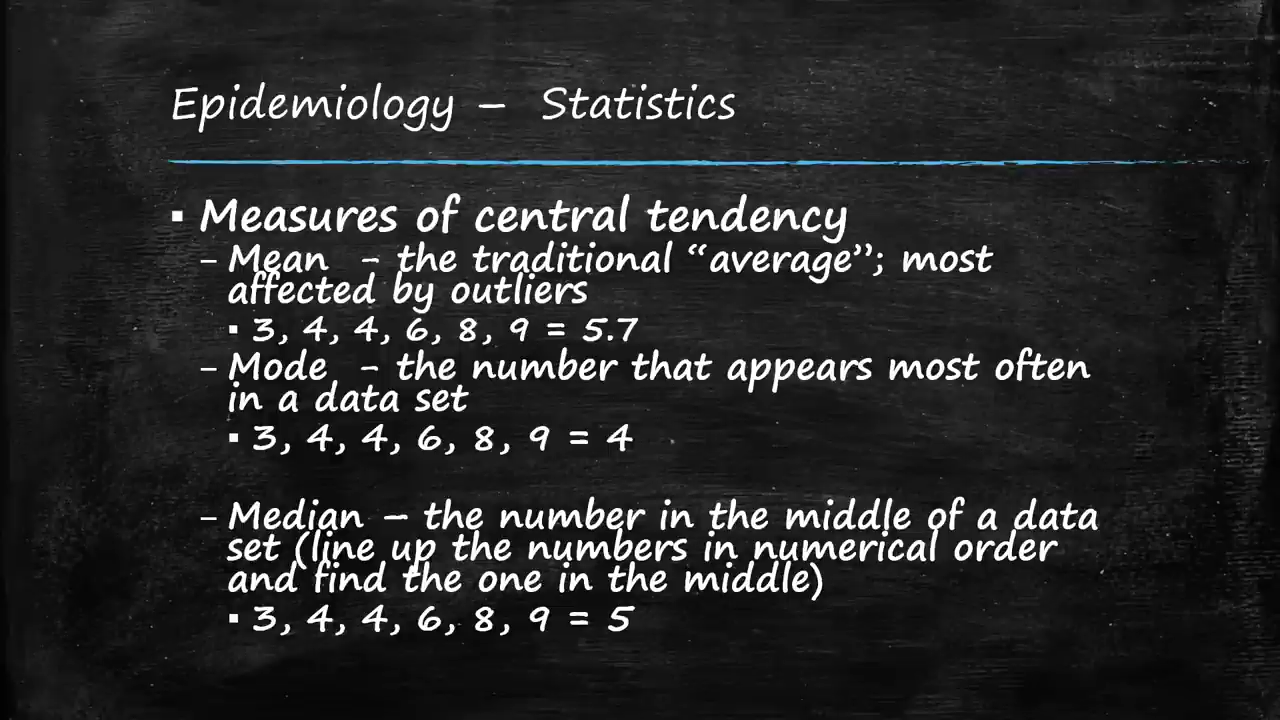 Epidemiology – Statistics
▪ Measures of central tendency
– Mean - the traditional “average”; most
affected by outliers
▪ 3, 4, 4, 6, 8, 9 = 5.7
– Mode - the number that appears most often
in a data set
▪ 3, 4, 4, 6, 8, 9 = 4
– Median – the number in the middle of a data
set (line up the numbers in numerical order
and find the one in the middle)
▪ 3, 4, 4, 6, 8, 9 = 5